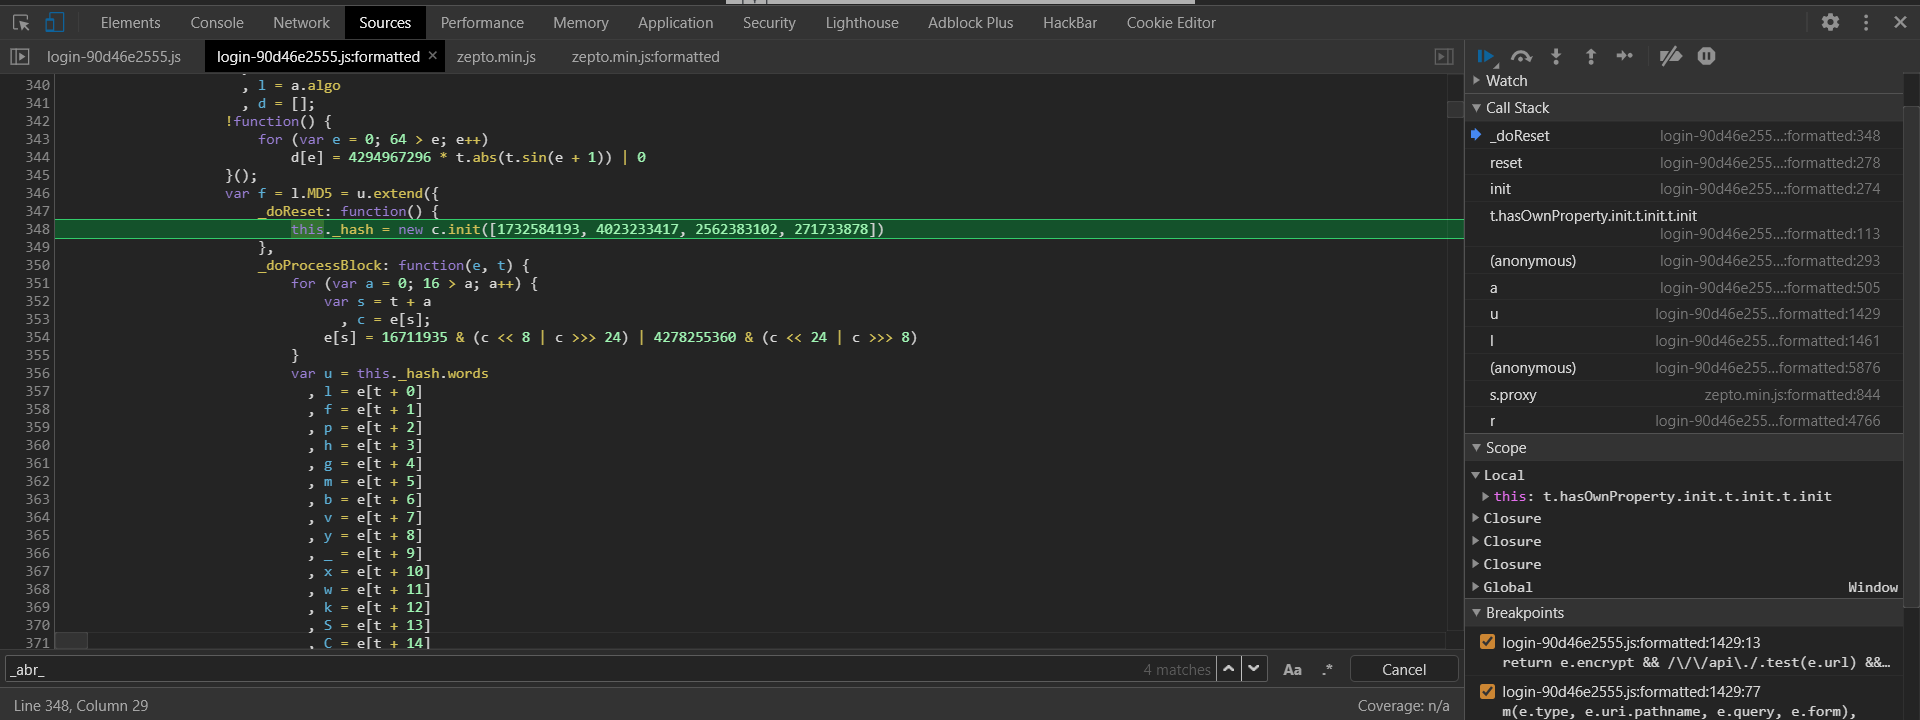 Elements Console Network Sources Performance Memory Application Security Lighthouse Adblock Plus HackBar Cookie Editor
login-90d46e2555.js login-90d46e2555.js:formatted × zepto.min.js zepto.min.js:formatted
340 , l = a.algo
341 , d = [];
342 !function() {
343 for (var e = 0; 64 > e; e++)
344 d[e] = 4294967296 * t.abs(t.sin(e + 1)) | 0
345 }();
346 var f = l.MD5 = u.extend({
347 _doReset: function() {
348 this._hash = new c.init([1732584193, 4023233417, 2562383102, 271733878])
349 },
350 _doProcessBlock: function(e, t) {
351 for (var a = 0; 16 > a; a++) {
352 var s = t + a
353 , c = e[s];
354 e[s] = 16711935 & (c << 8 | c >>> 24) | 4278255360 & (c << 24 | c >>> 8)
355 }
356 var u = this._hash.words
357 , l = e[t + 0]
358 , f = e[t + 1]
359 , p = e[t + 2]
360 , h = e[t + 3]
361 , g = e[t + 4]
362 , m = e[t + 5]
363 , b = e[t + 6]
364 , v = e[t + 7]
365 , y = e[t + 8]
366 , _ = e[t + 9]
367 , x = e[t + 10]
368 , w = e[t + 11]
369 , k = e[t + 12]
370 , S = e[t + 13]
371 , C = e[t + 14]
_abr_ 4 matches Aa .* Cancel
Line 348, Column 29 Coverage: n/a
Watch
Call Stack
_doReset login-90d46e255...:formatted:348
reset login-90d46e255...:formatted:278
init login-90d46e255...:formatted:274
t.hasOwnProperty.init.t.init.t.init
login-90d46e255...:formatted:113
(anonymous) login-90d46e255...:formatted:293
a login-90d46e255...:formatted:505
u login-90d46e255...formatted:1429
l login-90d46e255...formatted:1461
(anonymous) login-90d46e255...formatted:5876
s.proxy zepto.min.js:formatted:844
r login-90d46e255...formatted:4766
Scope
Local
this: t.hasOwnProperty.init.t.init.t.init
Closure
Closure
Closure
Global Window
Breakpoints
login-90d46e2555.js:formatted:1429:13
return e.encrypt && /\/\/api\./.test(e.url) &&…
login-90d46e2555.js:formatted:1429:77
m(e.type, e.uri.pathname, e.query, e.form),